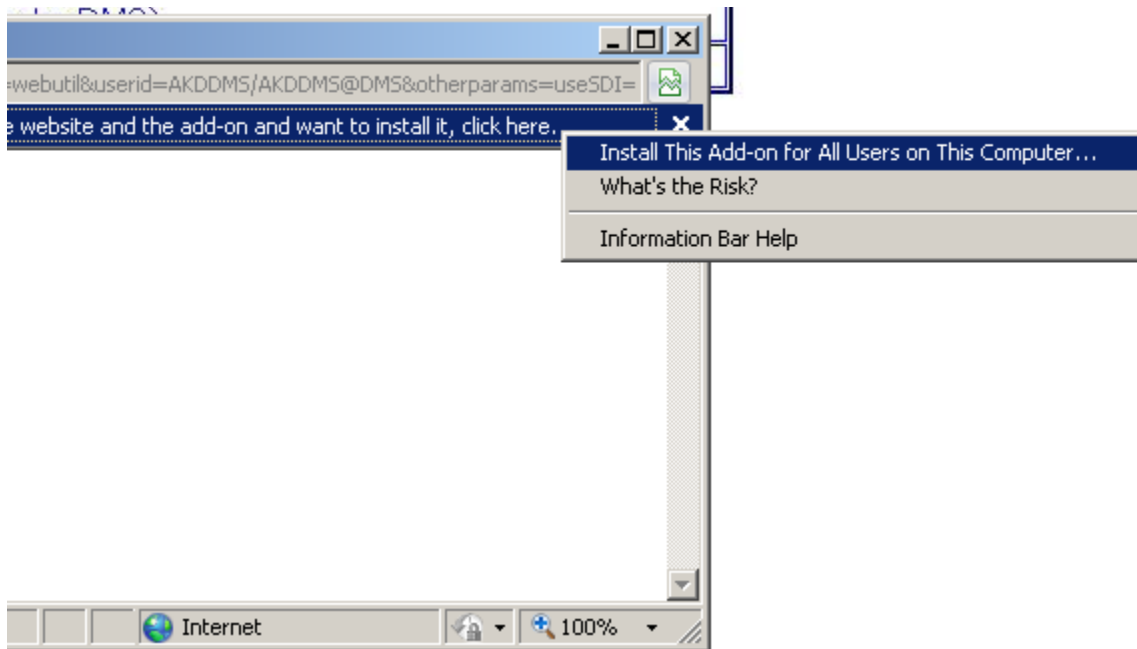 =webutil&userid=AKDDMS/AKDDMS@DMS&otherparams=useSDI=
e website and the add-on and want to install it, click here.
Install This Add-on for All Users on This Computer...
What's the Risk?
Information Bar Help
Internet
100%